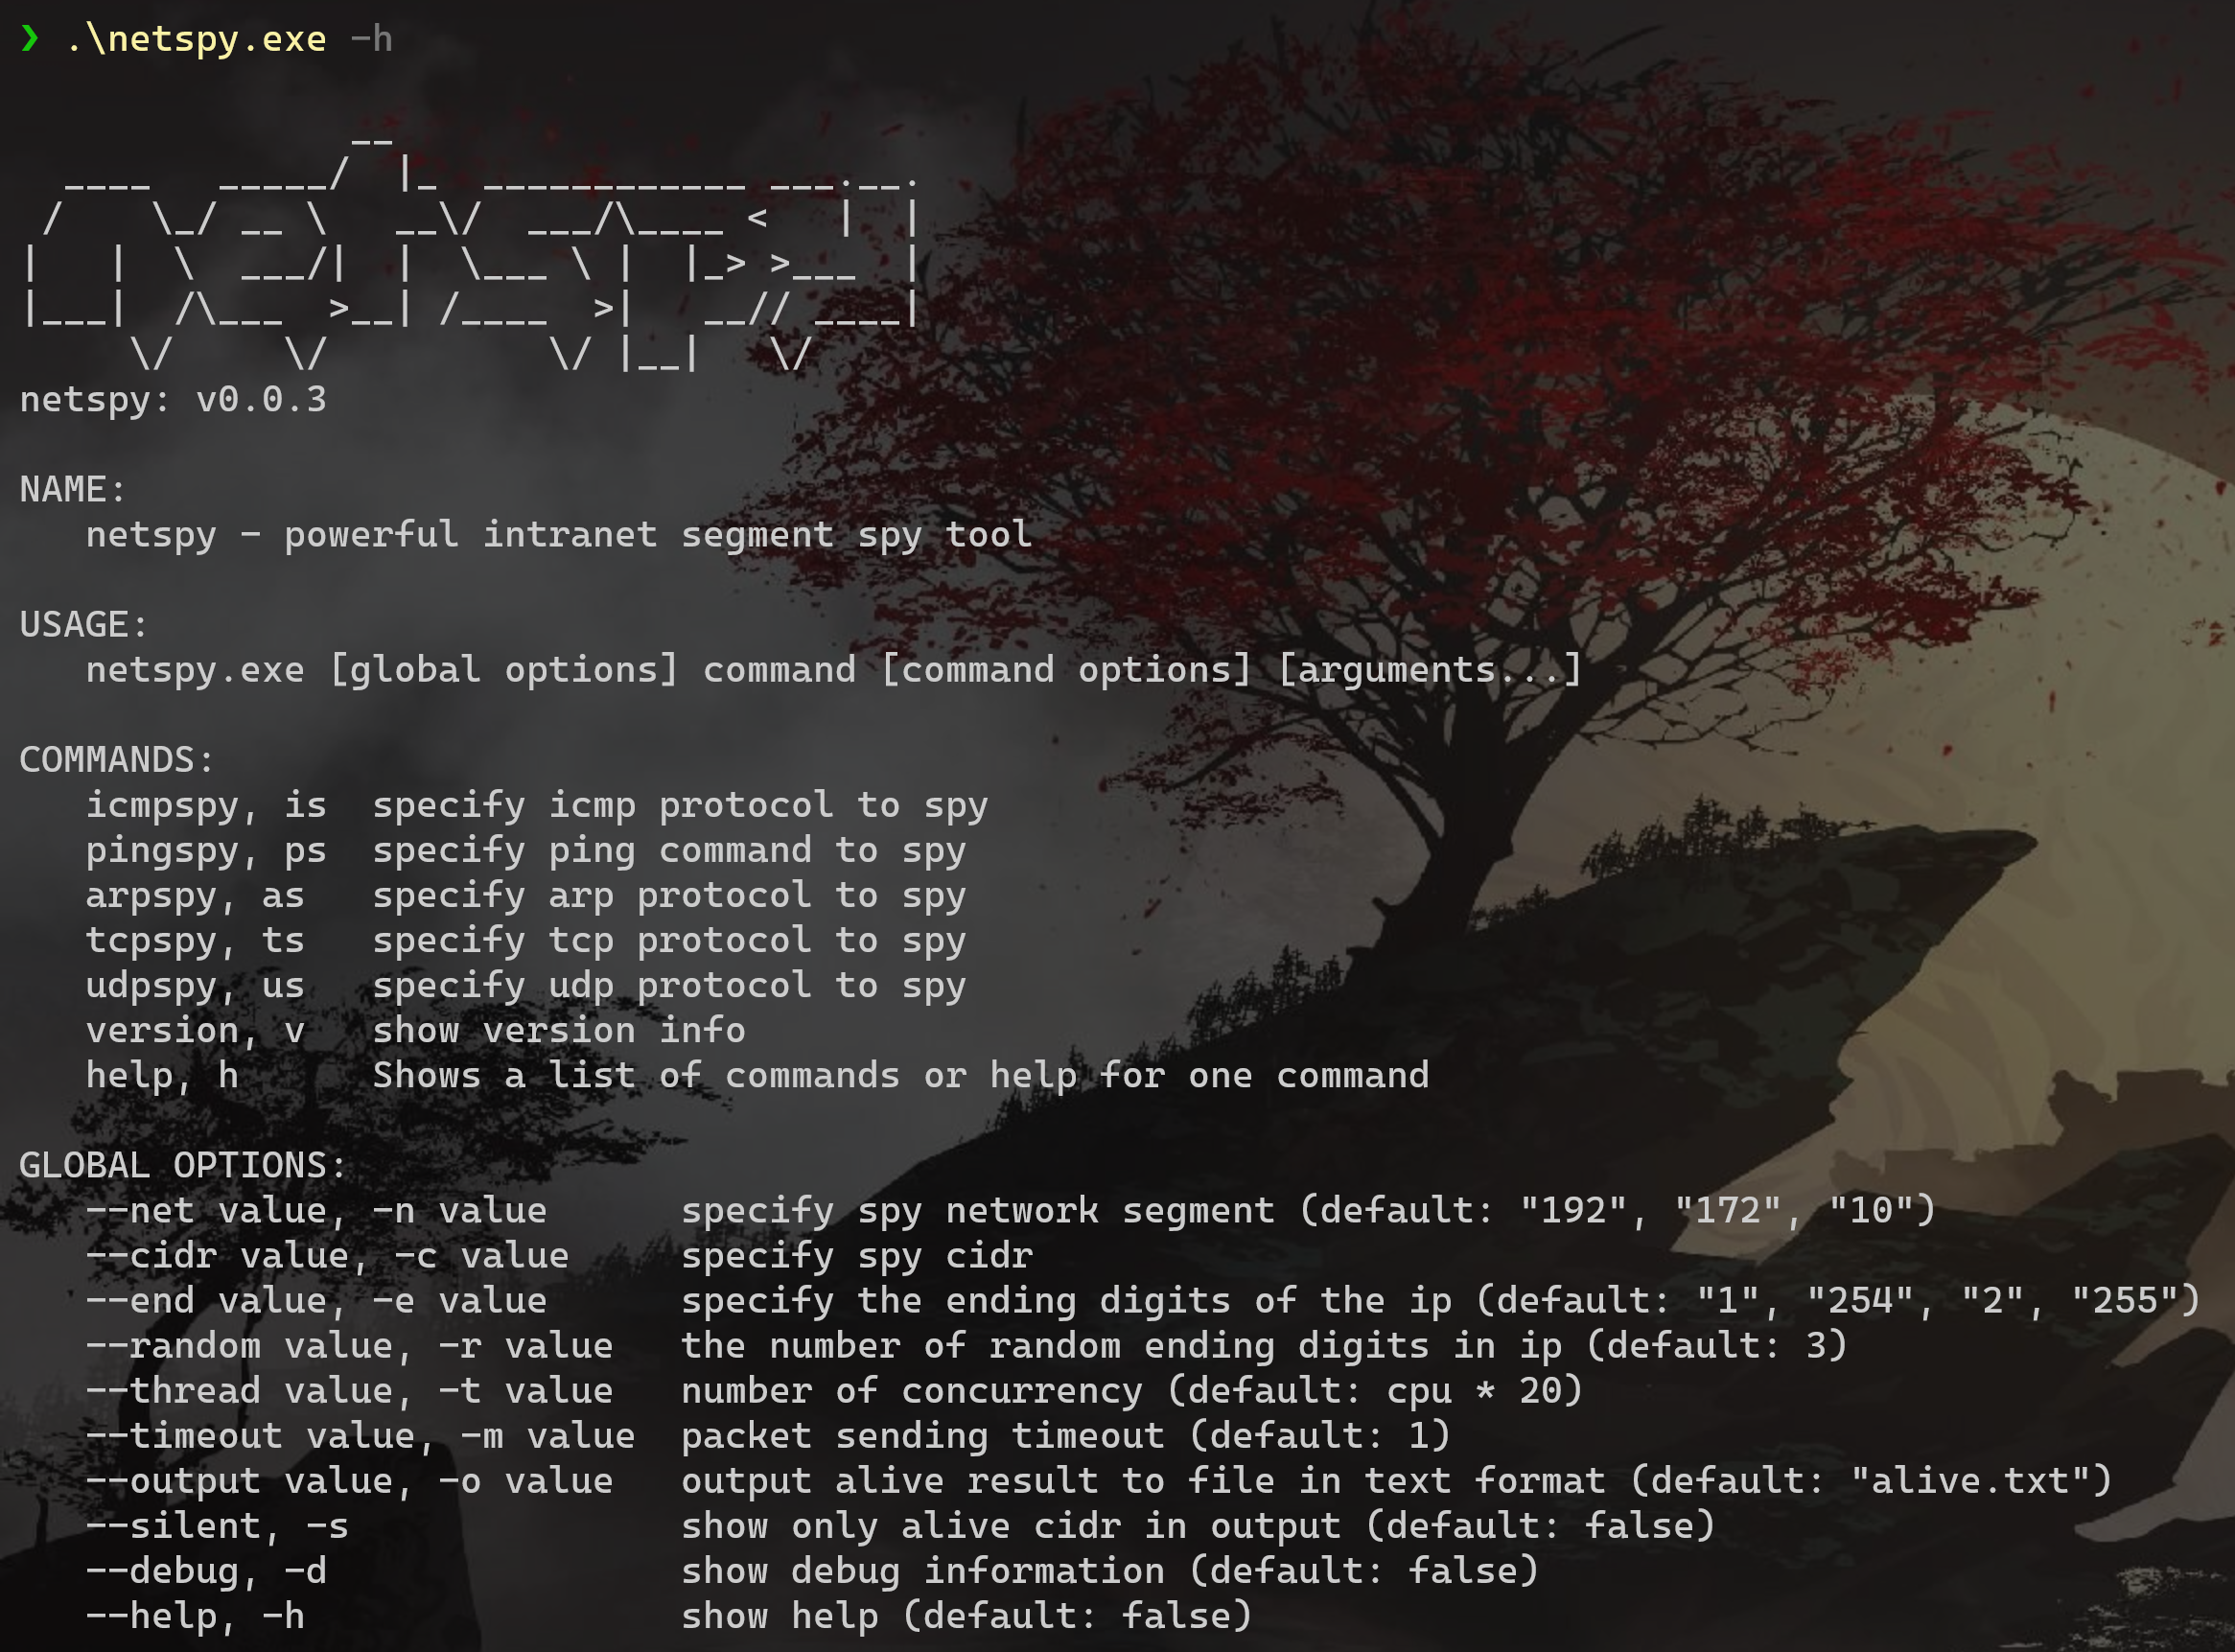 ❯ .\netspy.exe -h
              __
  ____   _____/  |_  ____________ ___.__.
 /    \_/ __ \   __\/  ___/\____ <   |  |
|   |  \  ___/|  |  \___ \ |  |_> >___  |
|___|  /\___  >__| /____  >|   __// ____|
     \/     \/          \/ |__|   \/
netspy: v0.0.3
NAME:
   netspy - powerful intranet segment spy tool
USAGE:
   netspy.exe [global options] command [command options] [arguments...]
COMMANDS:
   icmpspy, is  specify icmp protocol to spy
   pingspy, ps  specify ping command to spy
   arpspy, as   specify arp protocol to spy
   tcpspy, ts   specify tcp protocol to spy
   udpspy, us   specify udp protocol to spy
   version, v   show version info
   help, h      Shows a list of commands or help for one command
GLOBAL OPTIONS:
   --net value, -n value      specify spy network segment (default: "192", "172", "10")
   --cidr value, -c value     specify spy cidr
   --end value, -e value      specify the ending digits of the ip (default: "1", "254", "2", "255")
   --random value, -r value   the number of random ending digits in ip (default: 3)
   --thread value, -t value   number of concurrency (default: cpu * 20)
   --timeout value, -m value  packet sending timeout (default: 1)
   --output value, -o value   output alive result to file in text format (default: "alive.txt")
   --silent, -s               show only alive cidr in output (default: false)
   --debug, -d                show debug information (default: false)
   --help, -h                 show help (default: false)